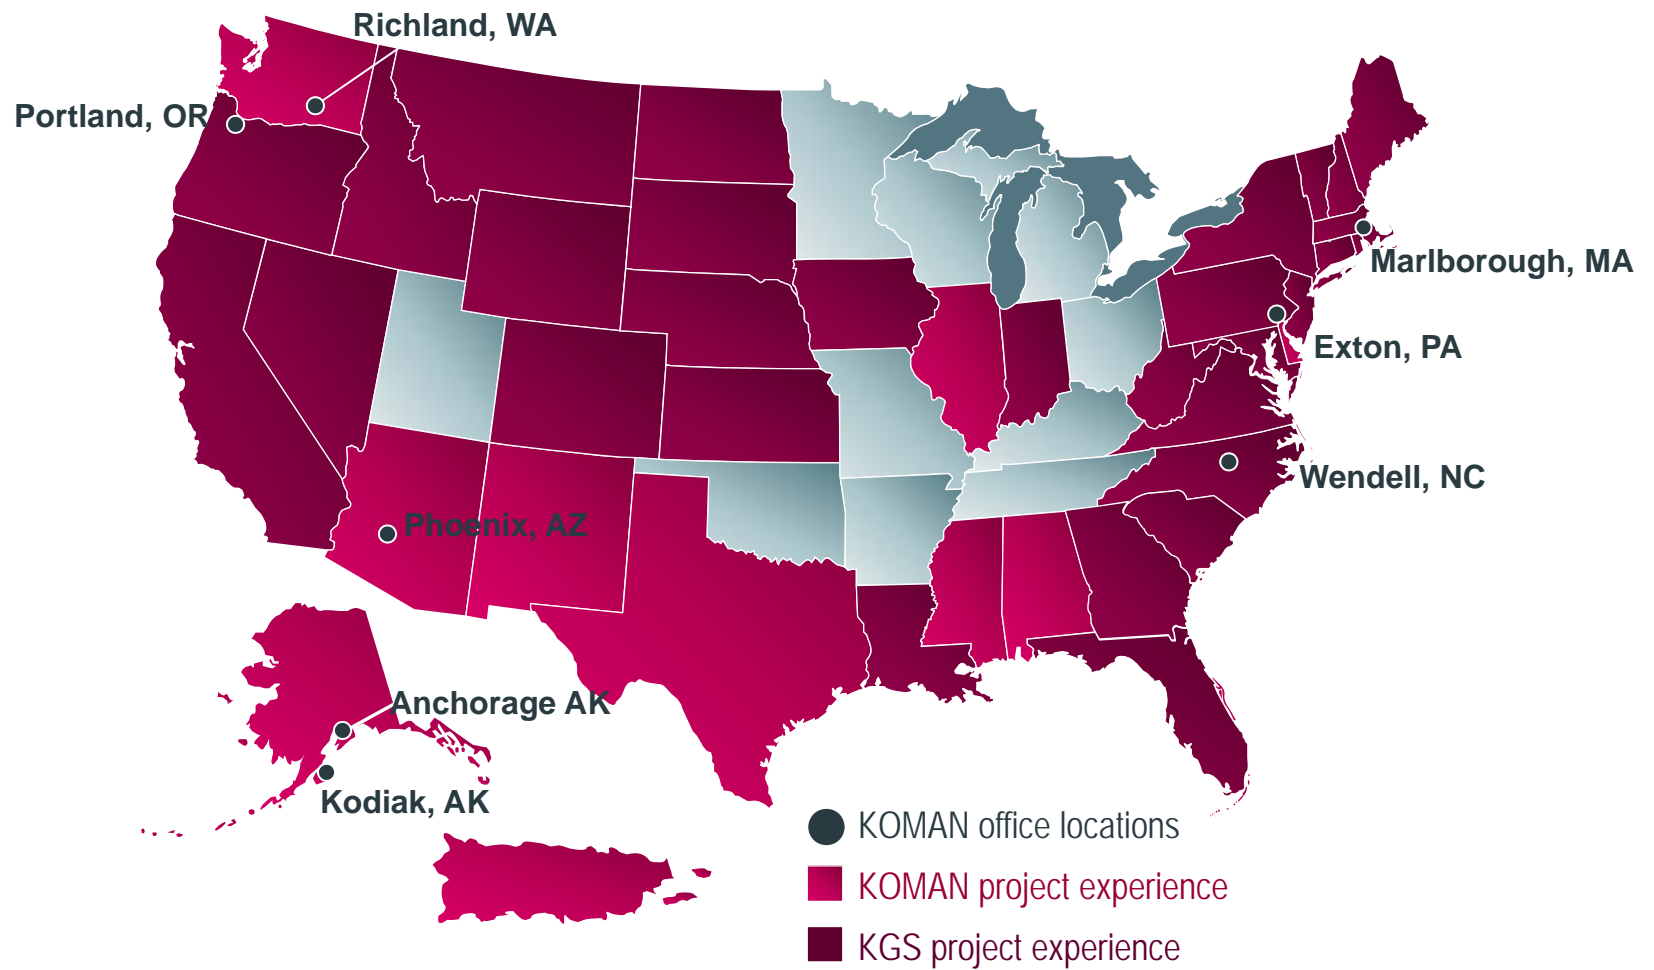 Richland, WA
Portland, OR
Marlborough, MA
Exton, PA
Wendell, NC
Phoenix, AZ
Anchorage AK
Kodiak, AK
KOMAN office locations
KOMAN project experience
KGS project experience